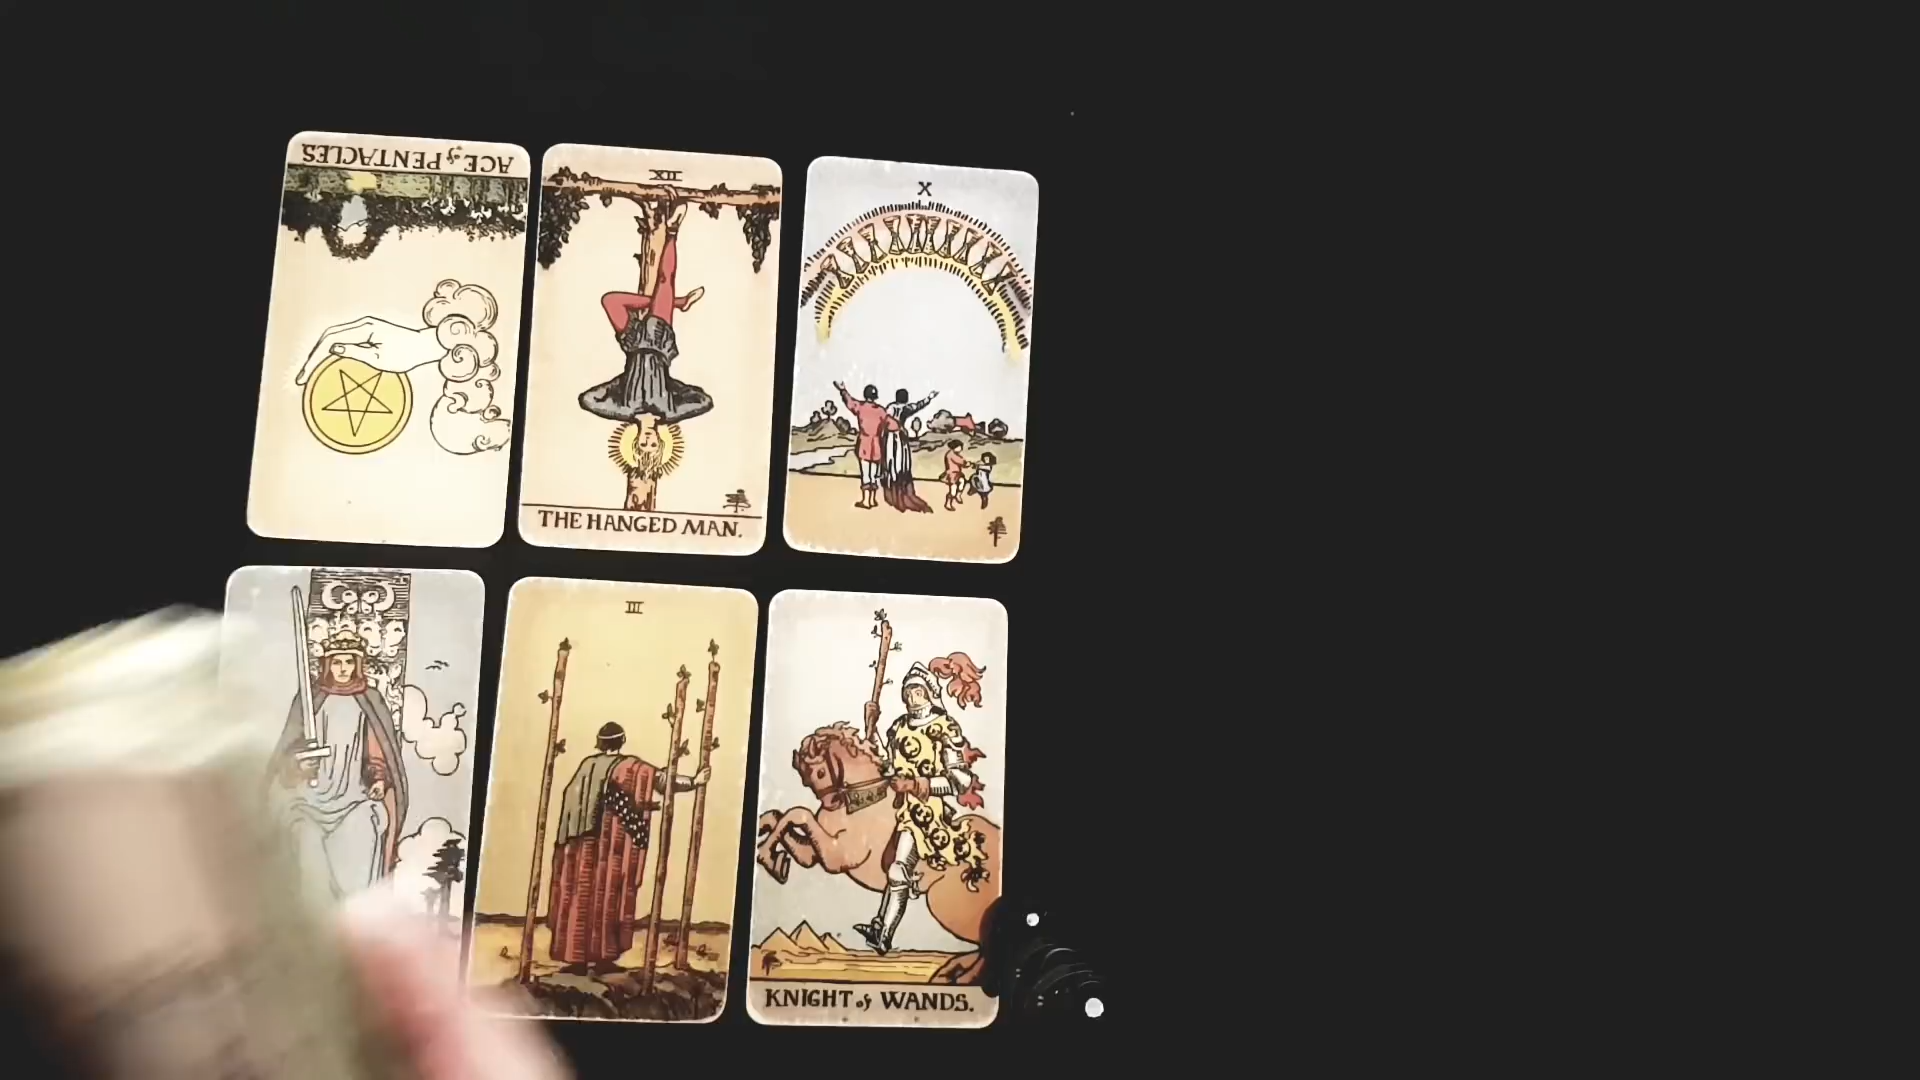 ACE of PENTACLES
XII
THE HANGED MAN.
X
III
KNIGHT of WANDS.